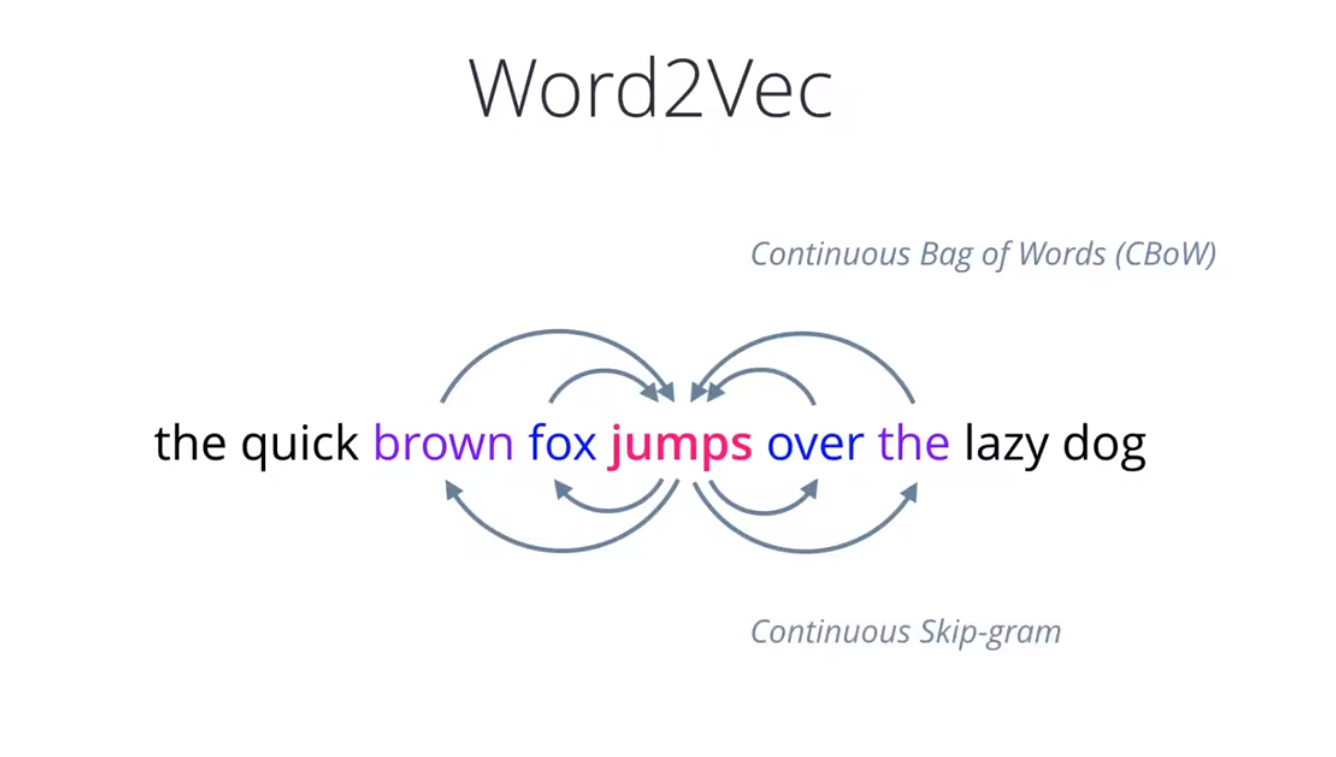 Word2Vec
Continuous Bag of Words (CBoW)
the quick brown fox jumps over the lazy dog
Continuous Skip-gram